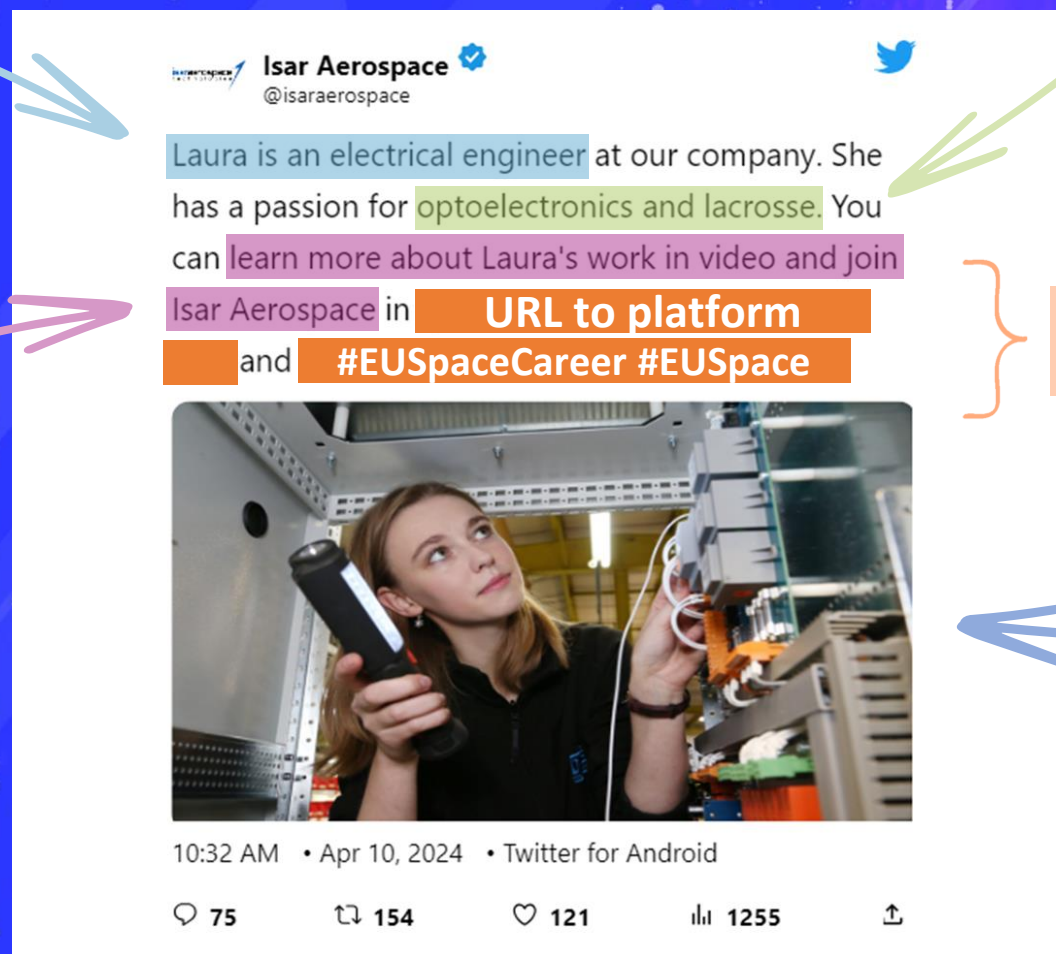 Isar Aerospace
@isaraerospace
Laura is an electrical engineer at our company. She
has a passion for optoelectronics and lacrosse. You
can learn more about Laura's work in video and join
Isar Aerospace in URL to platform
and #EUSpaceCareer #EUSpace
10:32 AM • Apr 10, 2024 • Twitter for Android
75 154 121 1255